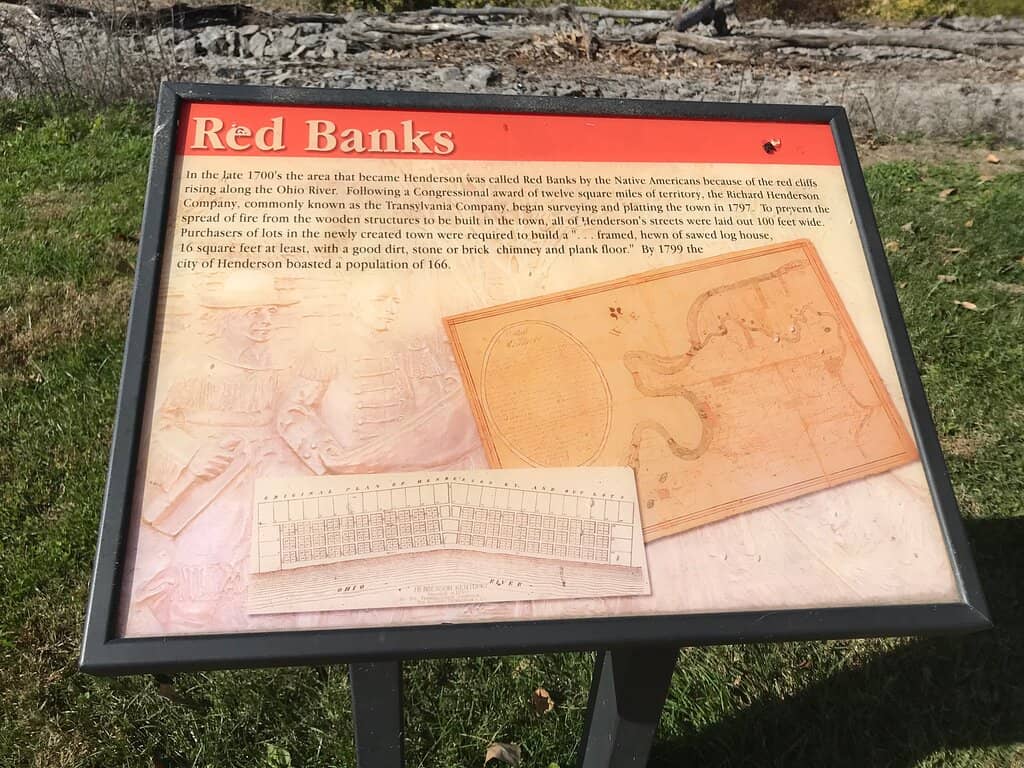 Red Banks
In the late 1700's the area that became Henderson was called Red Banks by the Native Americans because of the red cliffs
rising along the Ohio River. Following a Congressional award of twelve square miles of territory, the Richard Henderson
Company, commonly known as the Transylvania Company, began surveying and platting the town in 1797. To prevent the
spread of fire from the wooden structures to be built in the town, all of Henderson's streets were laid out 100 feet wide.
Purchasers of lots in the newly created town were required to build a ". . . framed, hewn of sawed log house,
16 square feet at least, with a good dirt, stone or brick chimney and plank floor." By 1799 the
city of Henderson boasted a population of 166.
ORIGINAL PLAN OF HENDERSON KY. AND OUT LOTS
OHIO RIVER
HENDERSON KENTUCKY